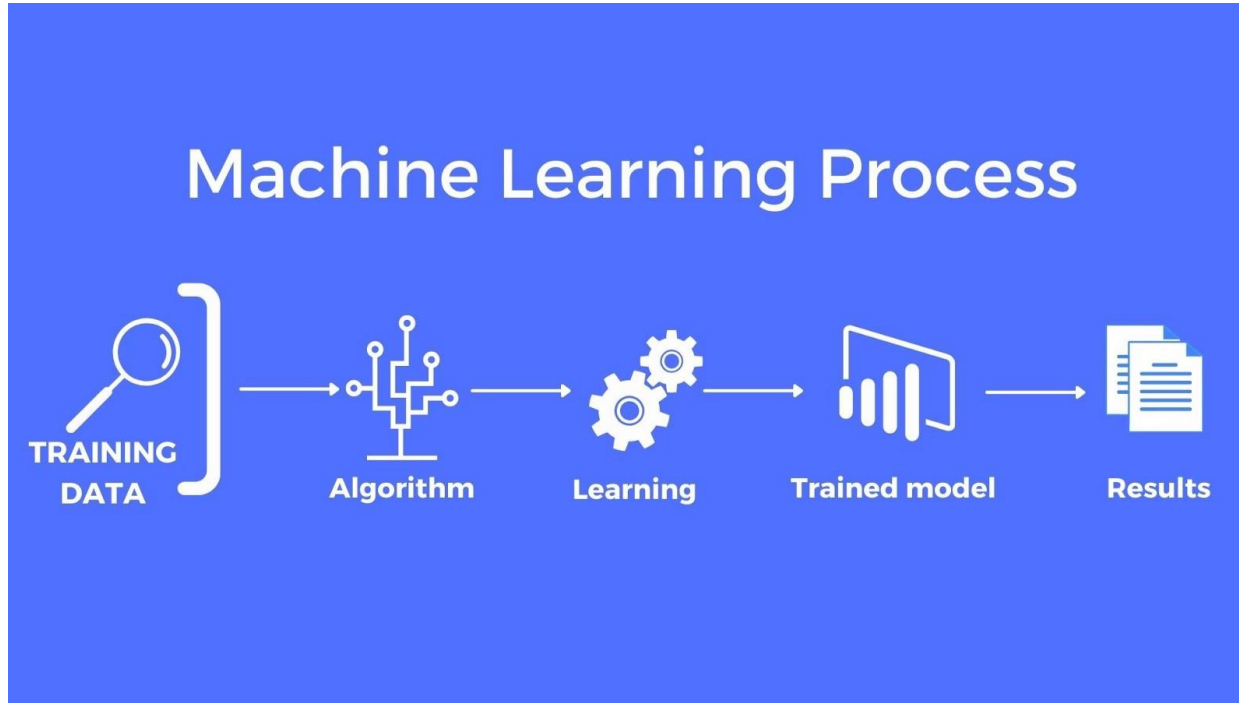 Machine Learning Process
TRAINING
DATA
Algorithm
Learning
Trained model
Results